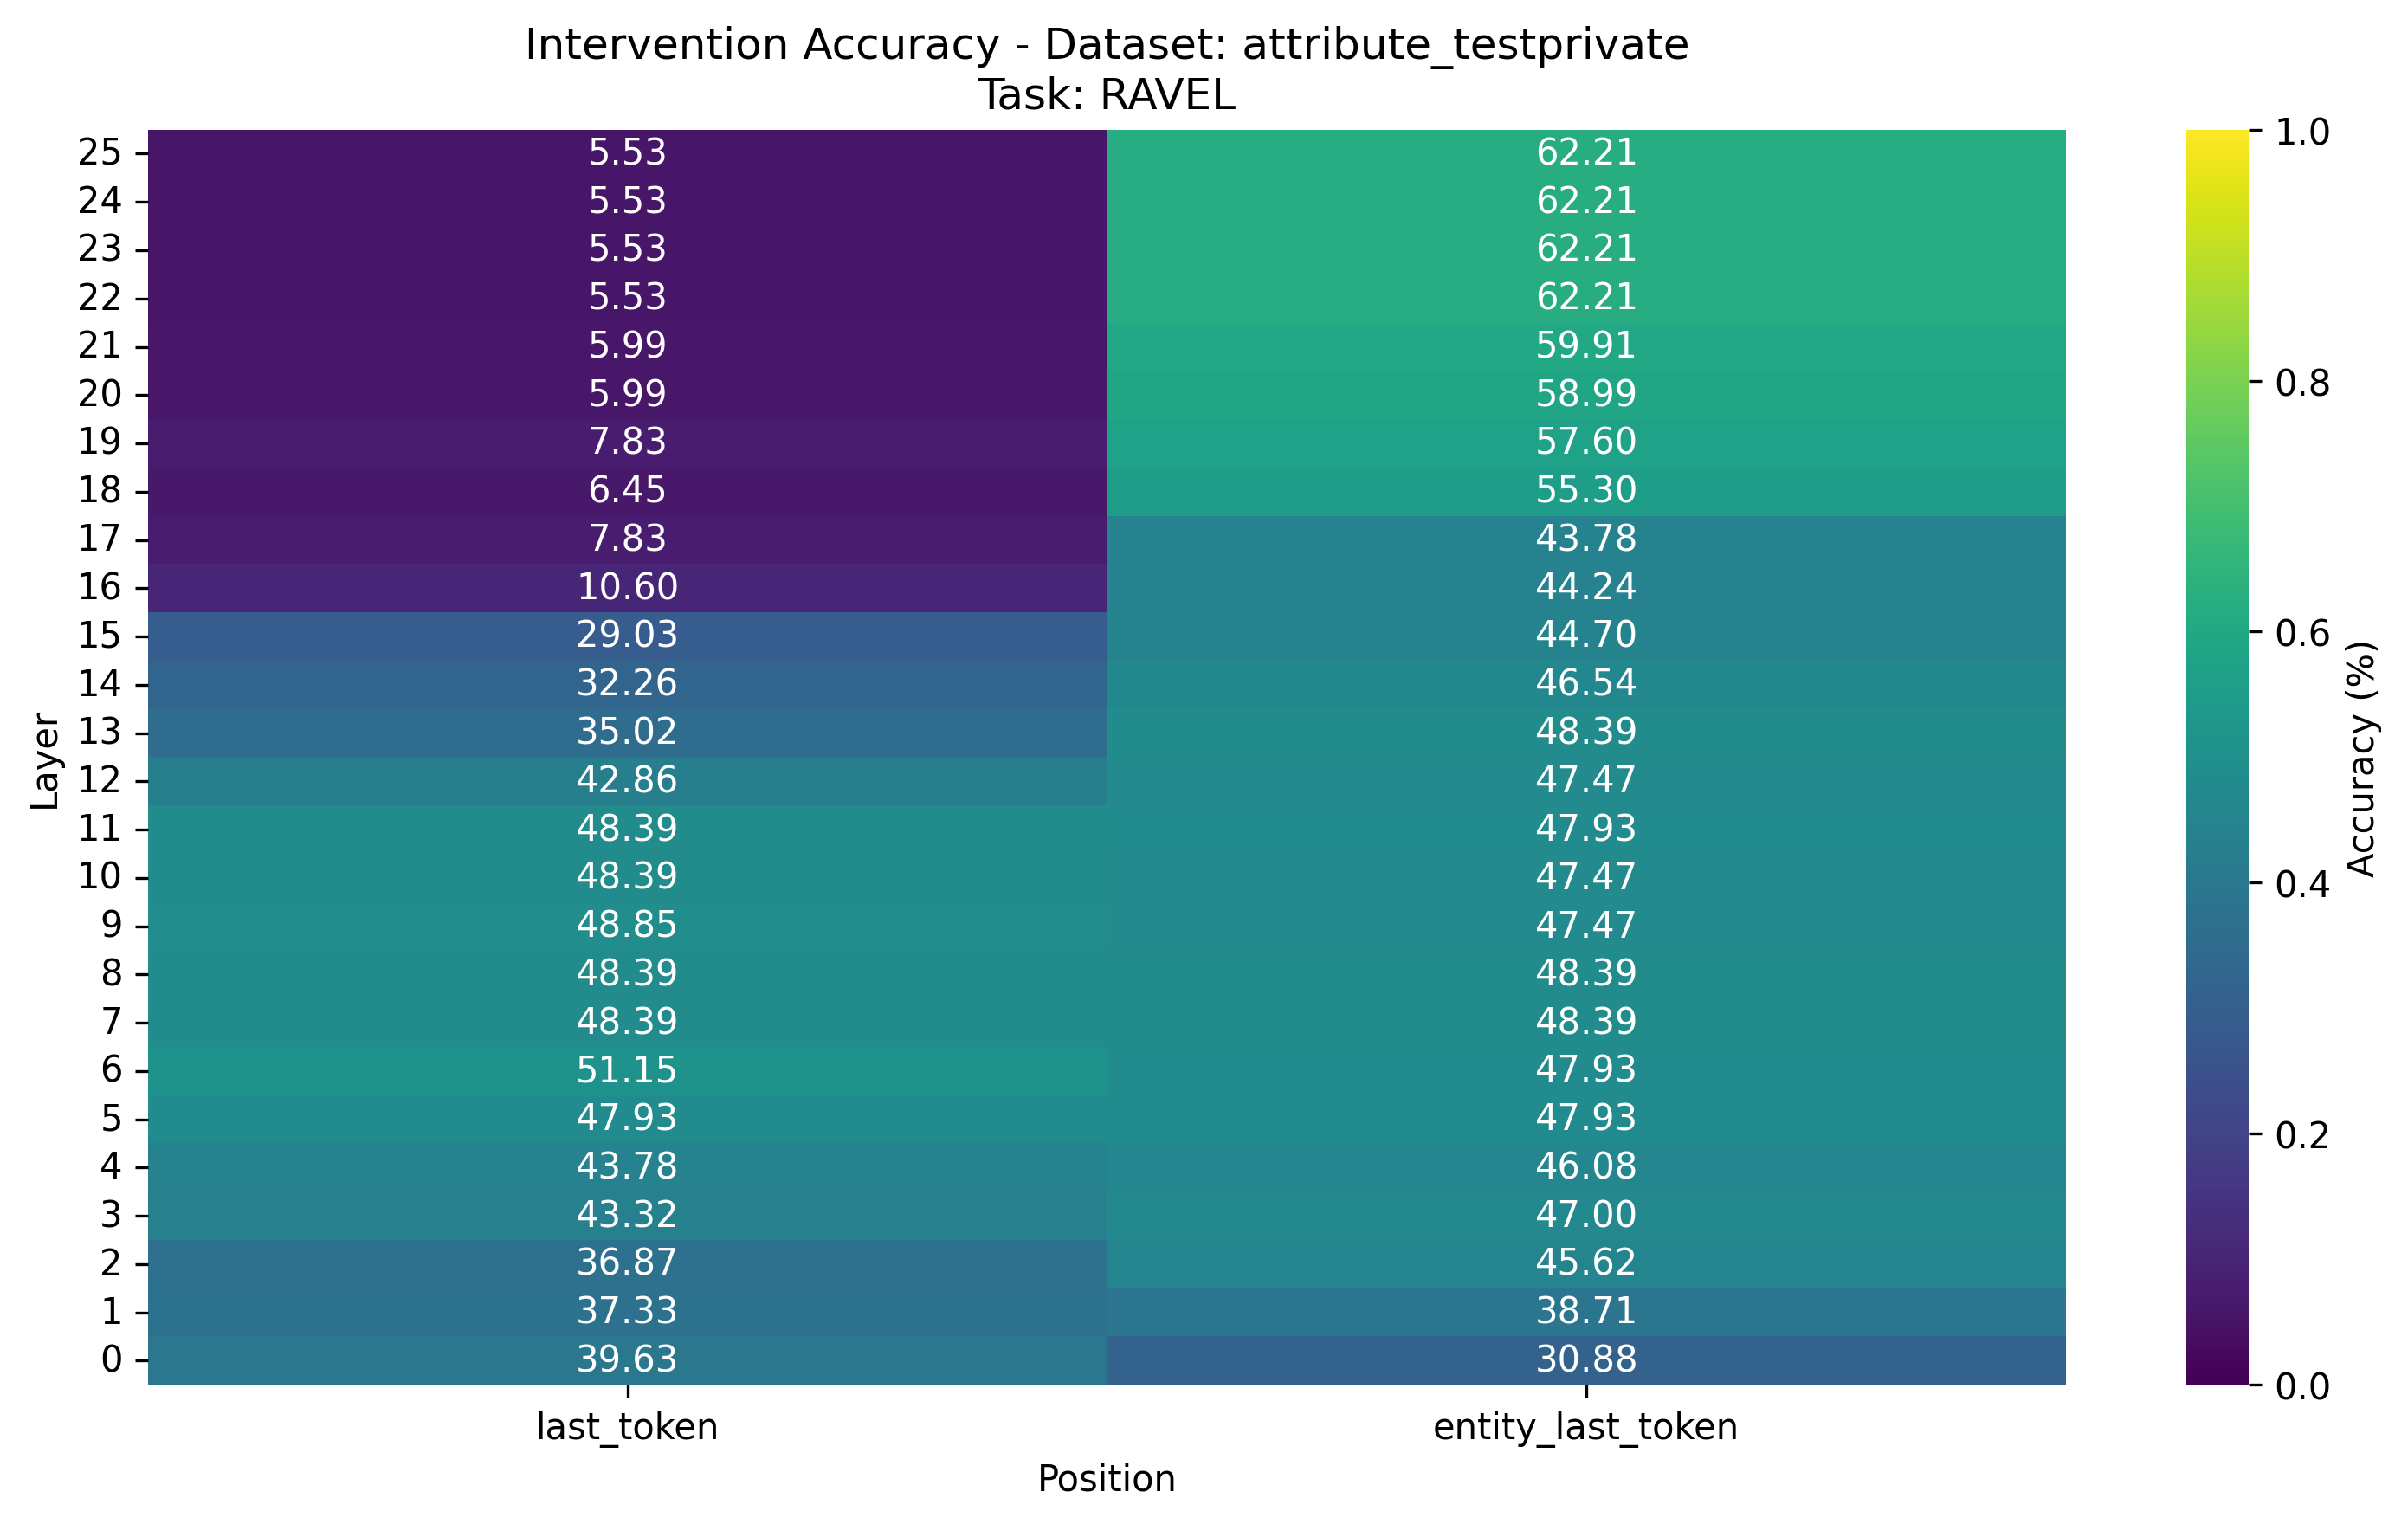 Intervention Accuracy - Dataset: attribute_testprivate
Task: RAVEL
25 5.53 62.21
24 5.53 62.21
23 5.53 62.21
22 5.53 62.21
21 5.99 59.91
20 5.99 58.99
19 7.83 57.60
18 6.45 55.30
17 7.83 43.78
16 10.60 44.24
15 29.03 44.70
14 32.26 46.54
13 35.02 48.39
12 42.86 47.47
11 48.39 47.93
10 48.39 47.47
9 48.85 47.47
8 48.39 48.39
7 48.39 48.39
6 51.15 47.93
5 47.93 47.93
4 43.78 46.08
3 43.32 47.00
2 36.87 45.62
1 37.33 38.71
0 39.63 30.88
last_token entity_last_token
Position
Layer
1.0
0.8
0.6
0.4
0.2
0.0
Accuracy (%)